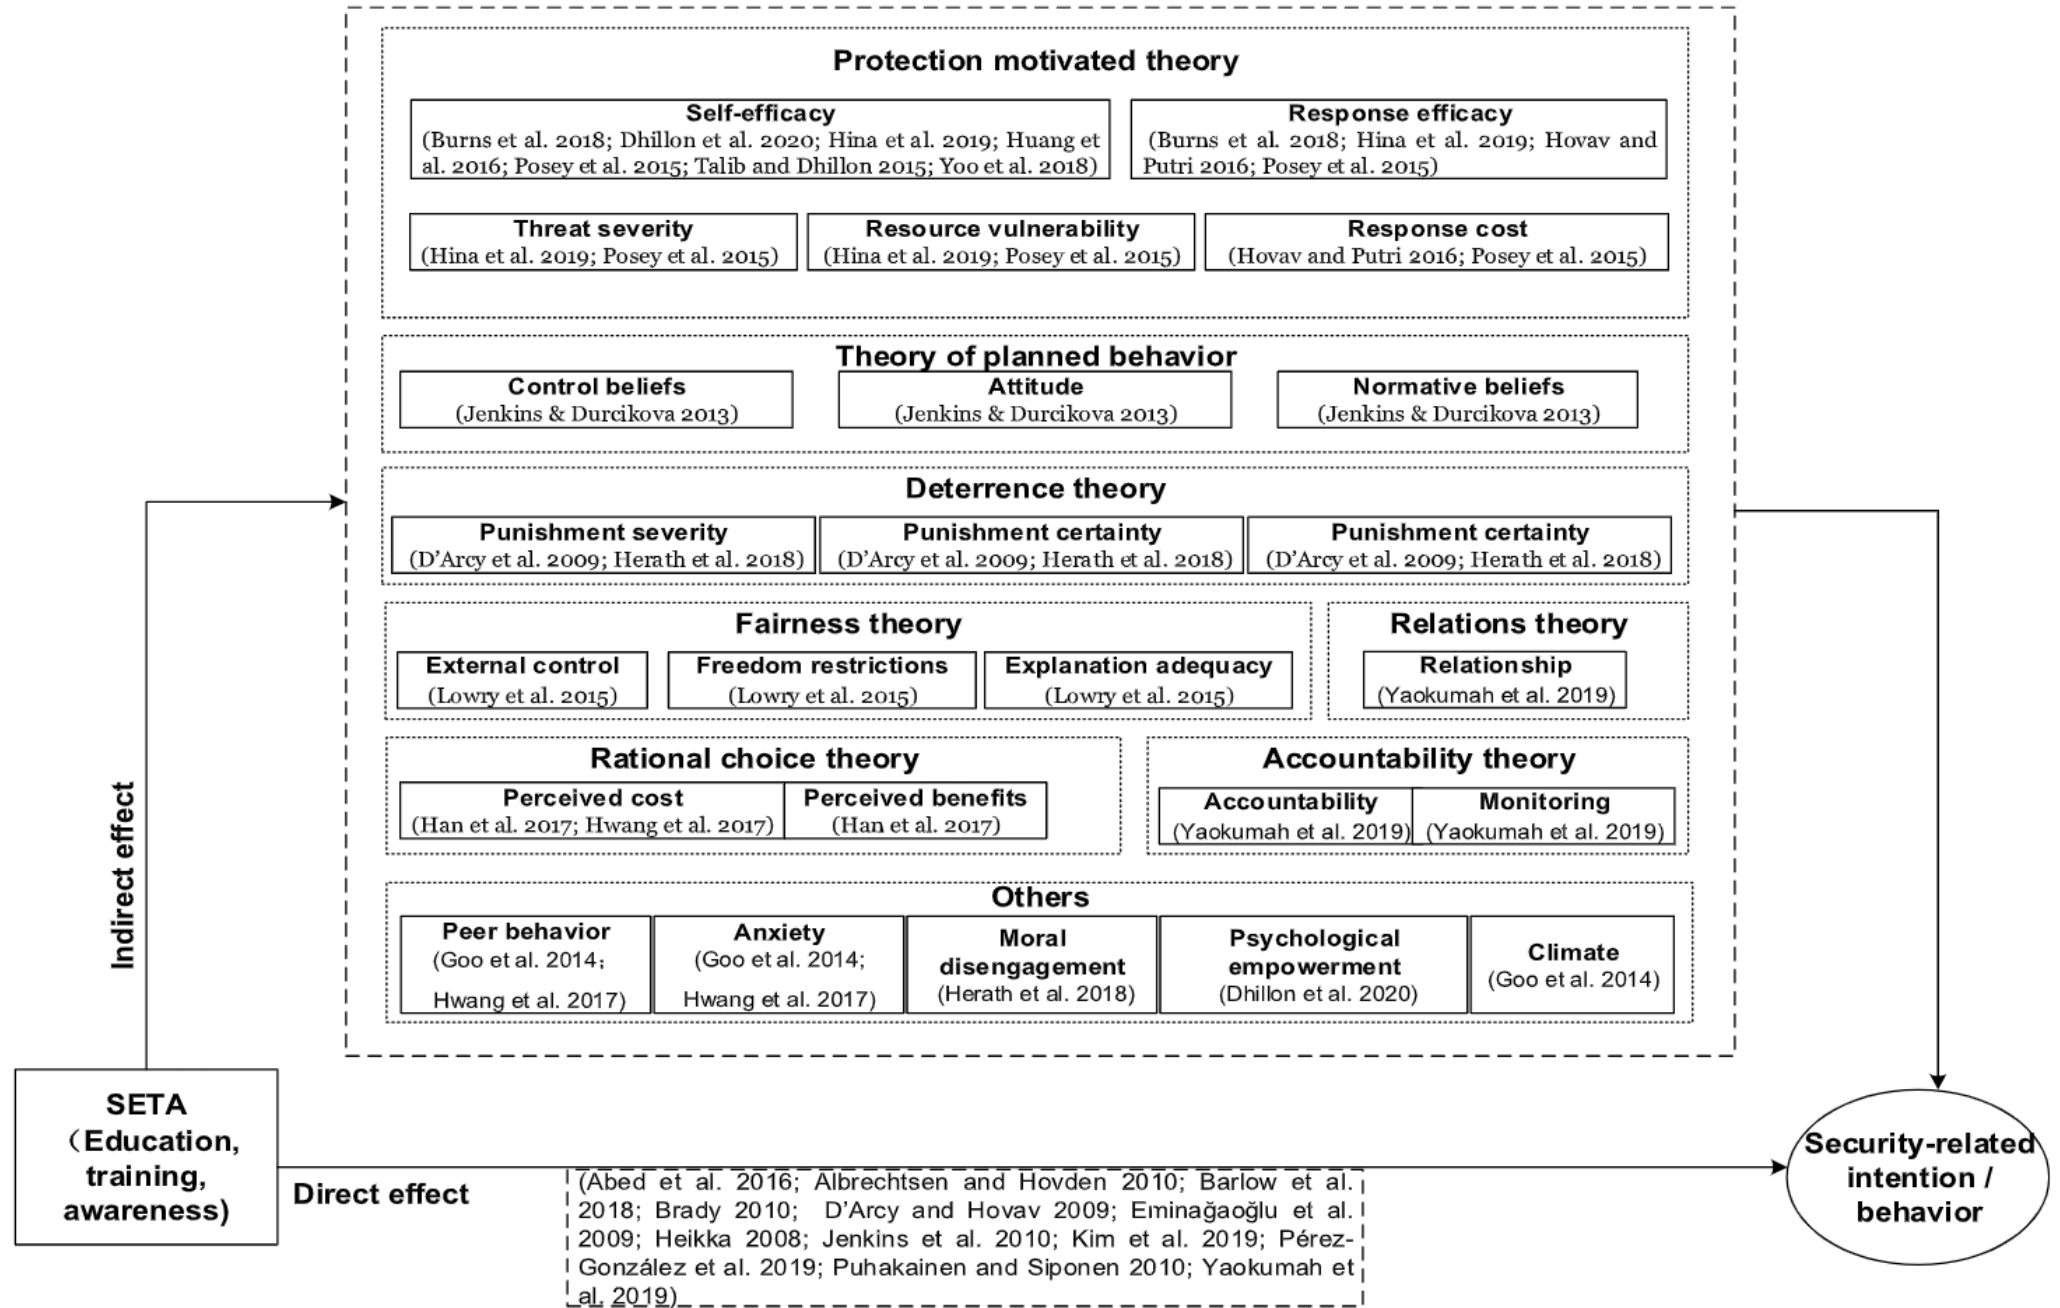 Protection motivated theory
Self-efficacy
(Burns et al. 2018; Dhillon et al. 2020; Hina et al. 2019; Huang et
al. 2016; Posey et al. 2015; Talib and Dhillon 2015; Yoo et al. 2018)
Response efficacy
(Burns et al. 2018; Hina et al. 2019; Hovav and
Putri 2016; Posey et al. 2015)
Threat severity
(Hina et al. 2019; Posey et al. 2015)
Resource vulnerability
(Hina et al. 2019; Posey et al. 2015)
Response cost
(Hovav and Putri 2016; Posey et al. 2015)
Theory of planned behavior
Control beliefs
(Jenkins & Durcikova 2013)
Attitude
(Jenkins & Durcikova 2013)
Normative beliefs
(Jenkins & Durcikova 2013)
Deterrence theory
Punishment severity
(D'Arcy et al. 2009; Herath et al. 2018)
Punishment certainty
(D'Arcy et al. 2009; Herath et al. 2018)
Punishment certainty
(D'Arcy et al. 2009; Herath et al. 2018)
Fairness theory
External control
(Lowry et al. 2015)
Freedom restrictions
(Lowry et al. 2015)
Explanation adequacy
(Lowry et al. 2015)
Relations theory
Relationship
(Yaokumah et al. 2019)
Rational choice theory
Perceived cost
(Han et al. 2017; Hwang et al. 2017)
Perceived benefits
(Han et al. 2017)
Accountability theory
Accountability
(Yaokumah et al. 2019)
Monitoring
(Yaokumah et al. 2019)
Others
Peer behavior
(Goo et al. 2014;
Hwang et al. 2017)
Anxiety
(Goo et al. 2014;
Hwang et al. 2017)
Moral
disengagement
(Herath et al. 2018)
Psychological
empowerment
(Dhillon et al. 2020)
Climate
(Goo et al. 2014)
Indirect effect
SETA
（Education,
training,
awareness)
Direct effect
(Abed et al. 2016; Albrechtsen and Hovden 2010; Barlow et al.
2018; Brady 2010; D'Arcy and Hovav 2009; Eminağaoğlu et al.
2009; Heikka 2008; Jenkins et al. 2010; Kim et al. 2019; Pérez-
González et al. 2019; Puhakainen and Siponen 2010; Yaokumah et
al. 2019)
Security-related
intention /
behavior